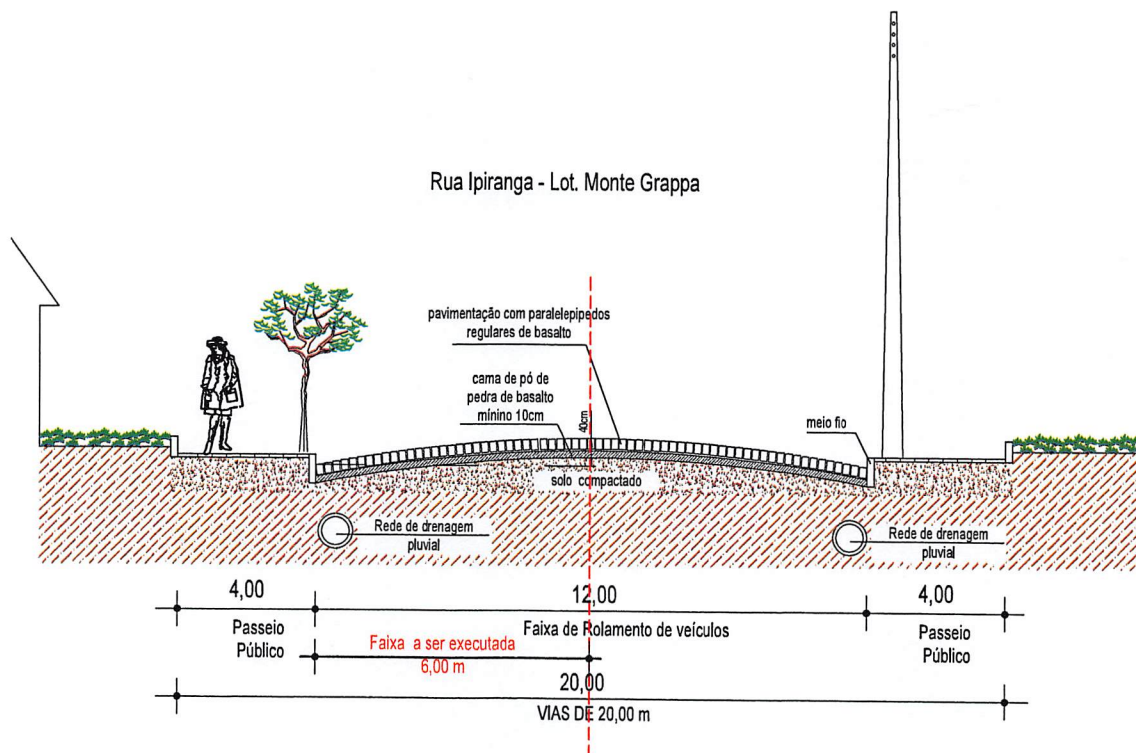 Rua Ipiranga - Lot. Monte Grappa
pavimentação com paralelepipedos
regulares de basalto
cama de pó de
pedra de basalto
mínino 10cm
40cm
meio fio
solo compactado
Rede de drenagem
pluvial
Rede de drenagem
pluvial
4,00
12,00
4,00
Passeio
Público
Faixa de Rolamento de veículos
Passeio
Público
Faixa a ser executada
6,00 m
20,00
VIAS DE 20,00 m